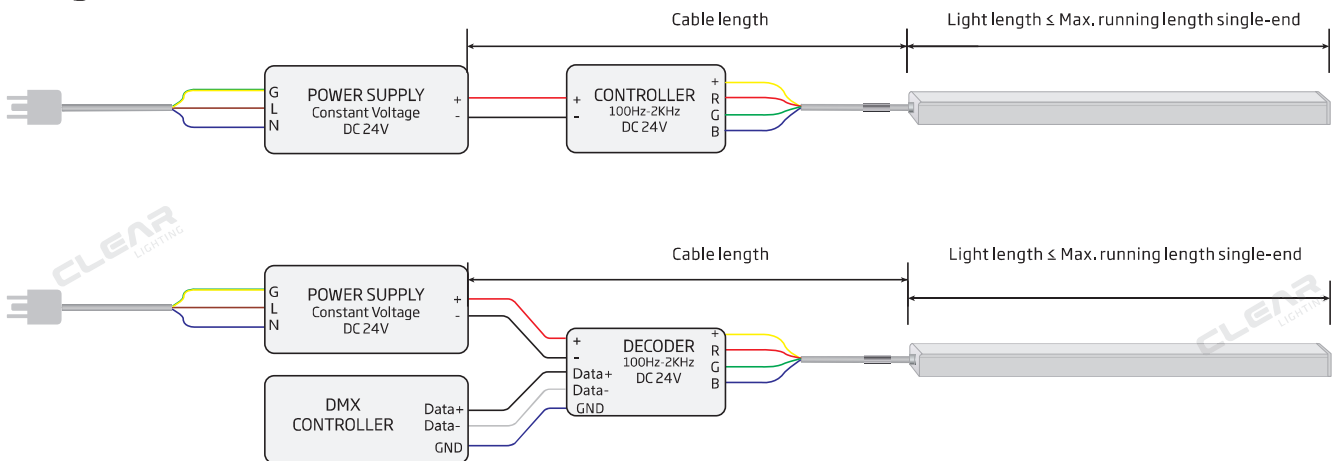 Cable length
Light length ≤ Max. running length single-end
G
L
N
POWER SUPPLY
Constant Voltage
DC 24V
+
-
+
-
CONTROLLER
100Hz-2KHz
DC 24V
+
R
G
B
CLEAR
LIGHTING
Cable length
Light length ≤ Max. running length single-end
G
L
N
POWER SUPPLY
Constant Voltage
DC 24V
+
-
+
-
Data+
Data-
GND
DECODER
100Hz-2KHz
DC 24V
+
R
G
B
DMX
CONTROLLER
Data+
Data-
GND
CLEAR
LIGHTING